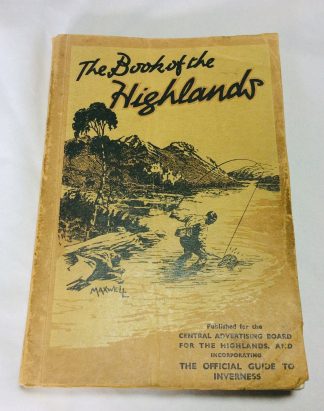 The Book of the
Highlands
MAXWELL
Published for the
CENTRAL ADVERTISING BOARD
FOR THE HIGHLANDS, AND
INCORPORATING
THE OFFICIAL GUIDE TO
INVERNESS